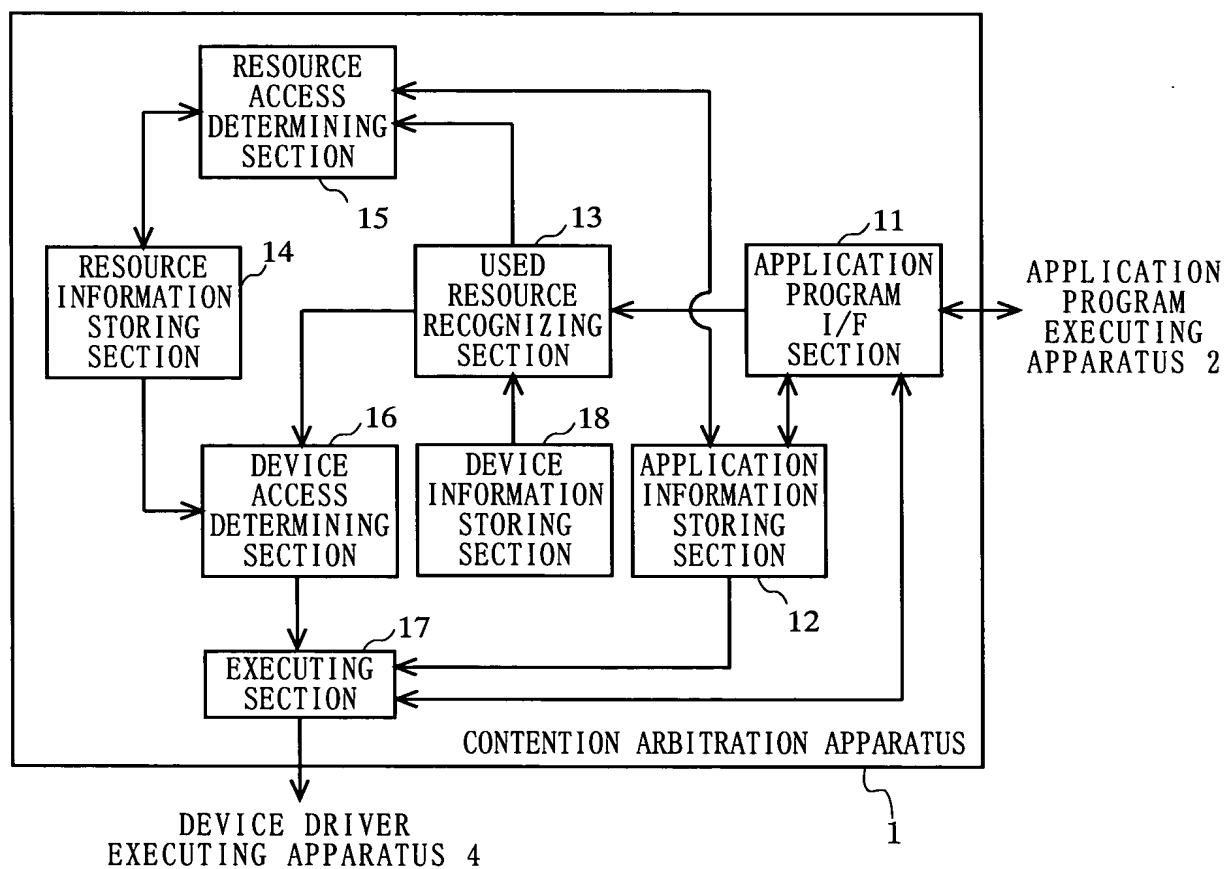 RESOURCE
ACCESS
DETERMINING
SECTION
15
RESOURCE
INFORMATION
STORING
SECTION
14
USED
RESOURCE
RECOGNIZING
SECTION
13
APPLICATION
PROGRAM
I/F
SECTION
11
APPLICATION
PROGRAM
EXECUTING
APPARATUS 2
DEVICE
ACCESS
DETERMINING
SECTION
16
DEVICE
INFORMATION
STORING
SECTION
18
APPLICATION
INFORMATION
STORING
SECTION
12
EXECUTING
SECTION
17
CONTENTION ARBITRATION APPARATUS
1
DEVICE DRIVER
EXECUTING APPARATUS 4